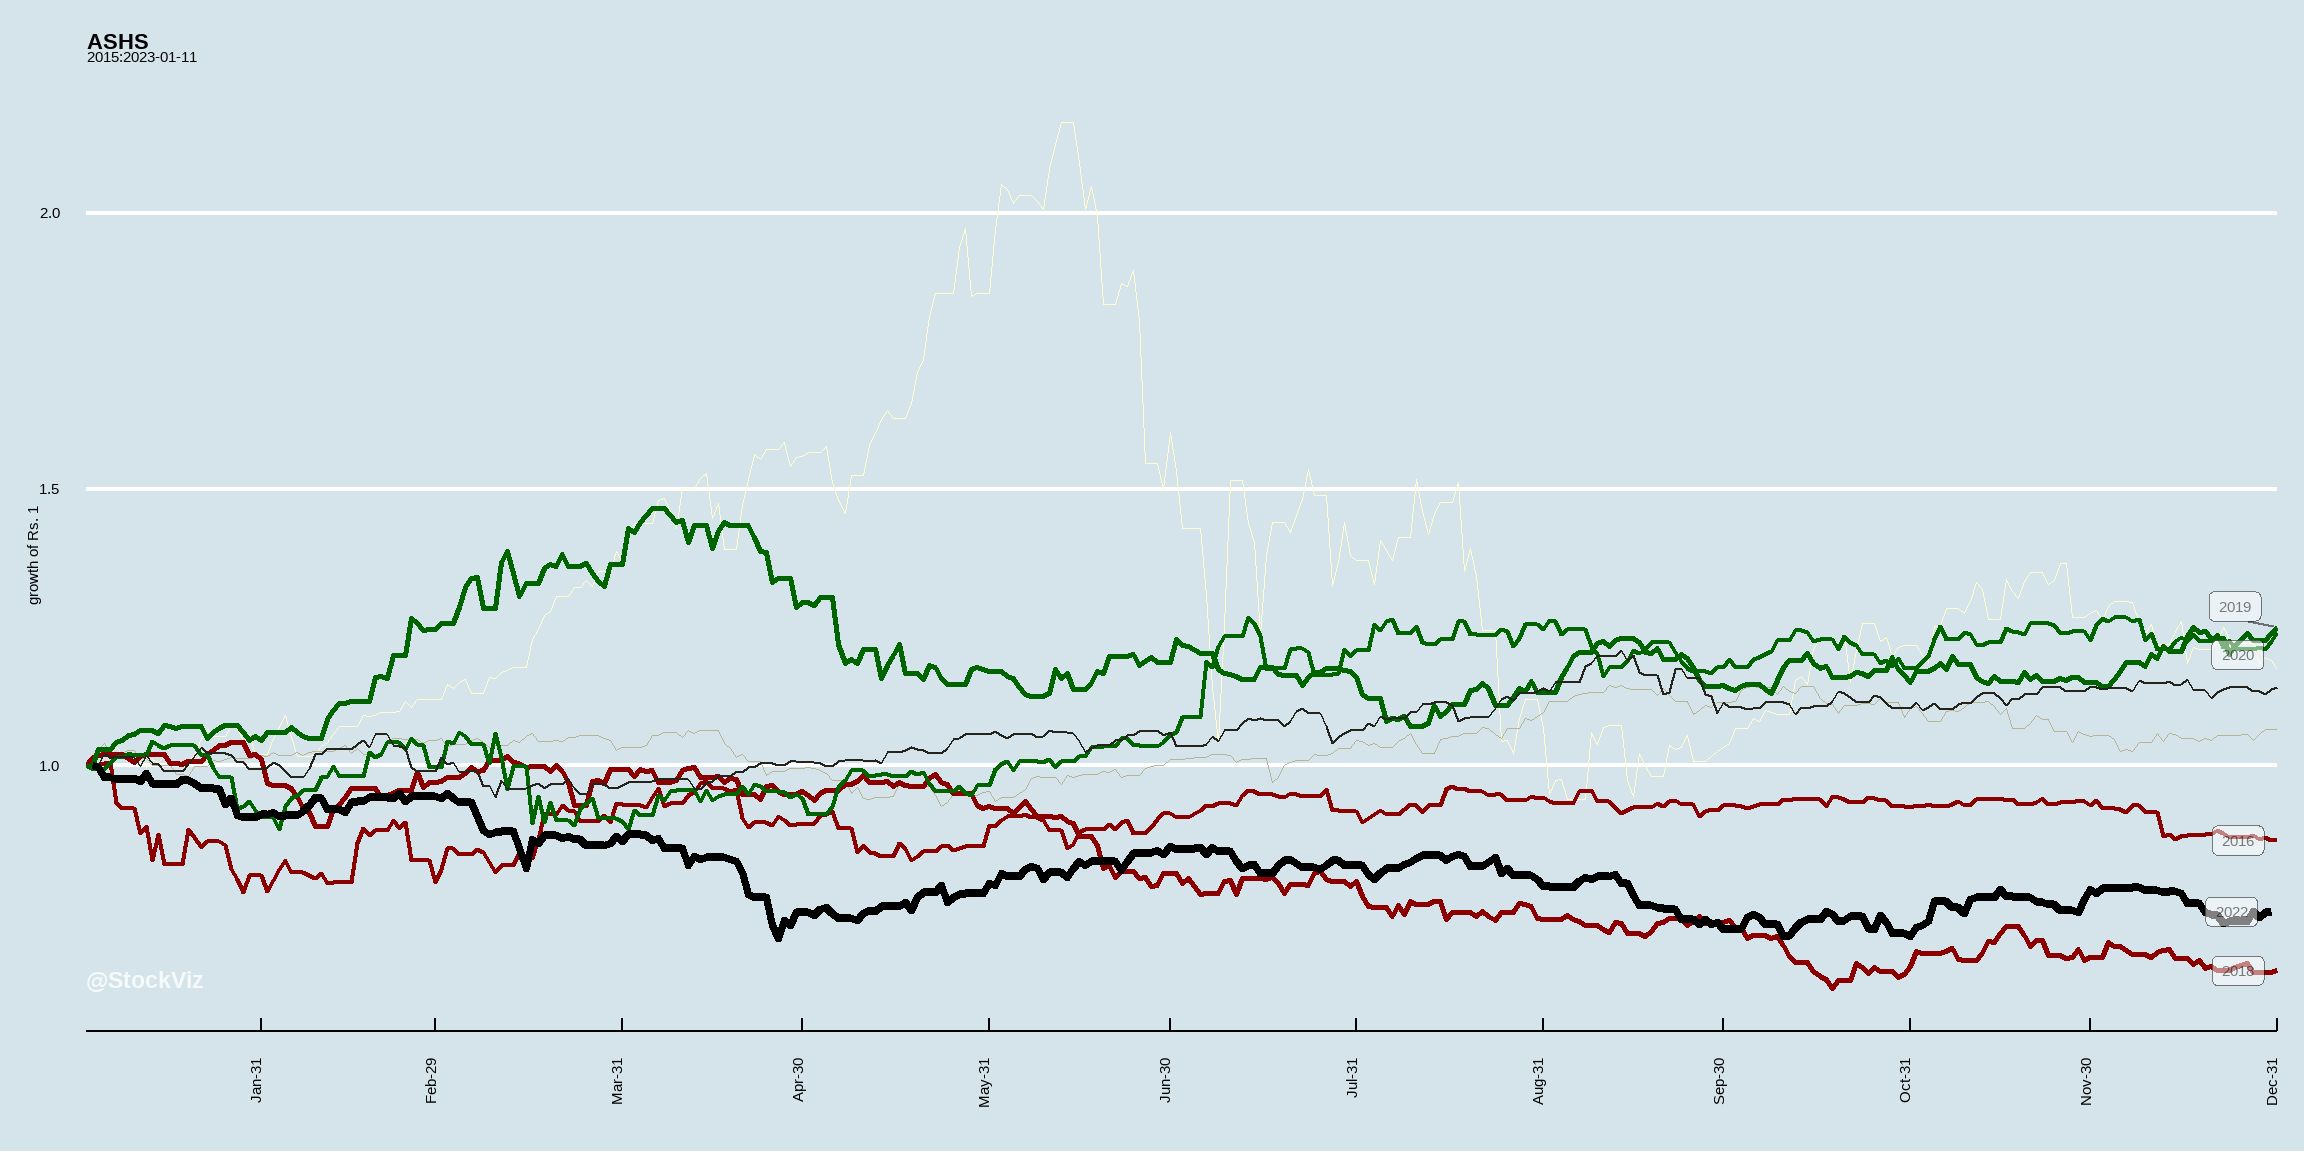 ASHS
2015:2023-01-11
2.0
1.5
1.0
growth of Rs. 1
2019
2020
2016
2022
2018
@StockViz
Jan-31
Feb-29
Mar-31
Apr-30
May-31
Jun-30
Jul-31
Aug-31
Sep-30
Oct-31
Nov-30
Dec-31